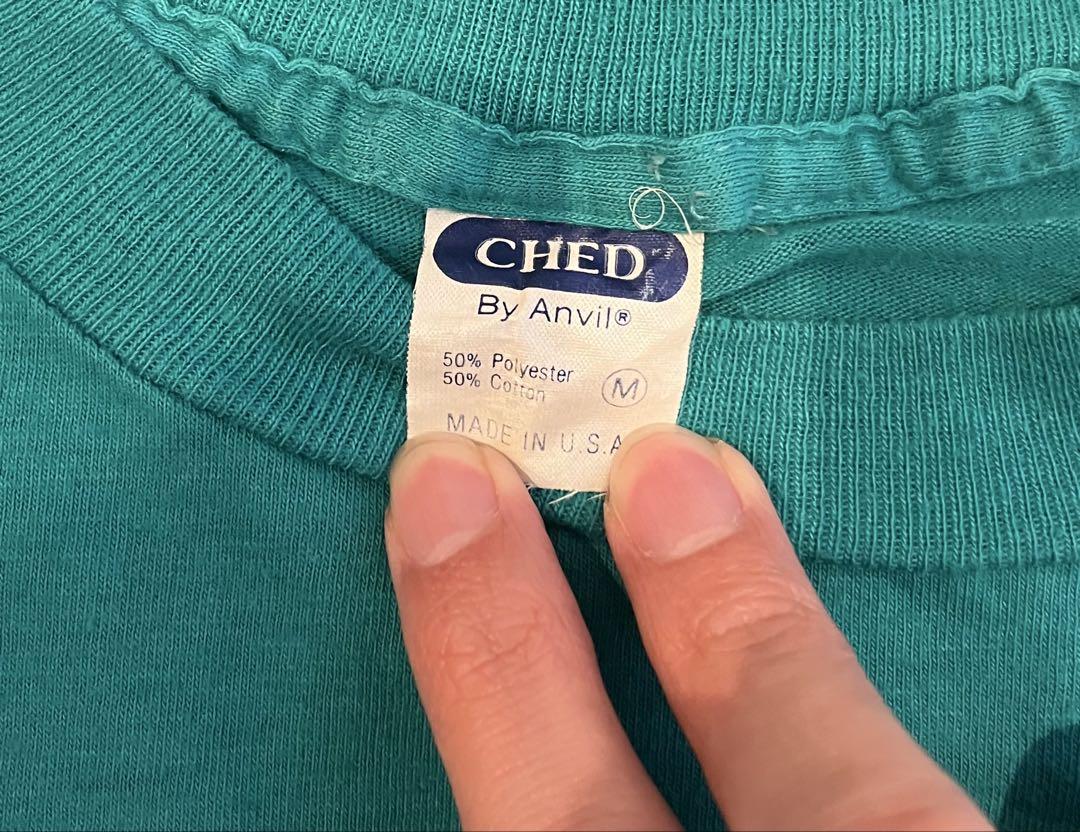 CHED
By Anvil®
50% Polyester
50% Cotton
M
MADE IN U.S.A